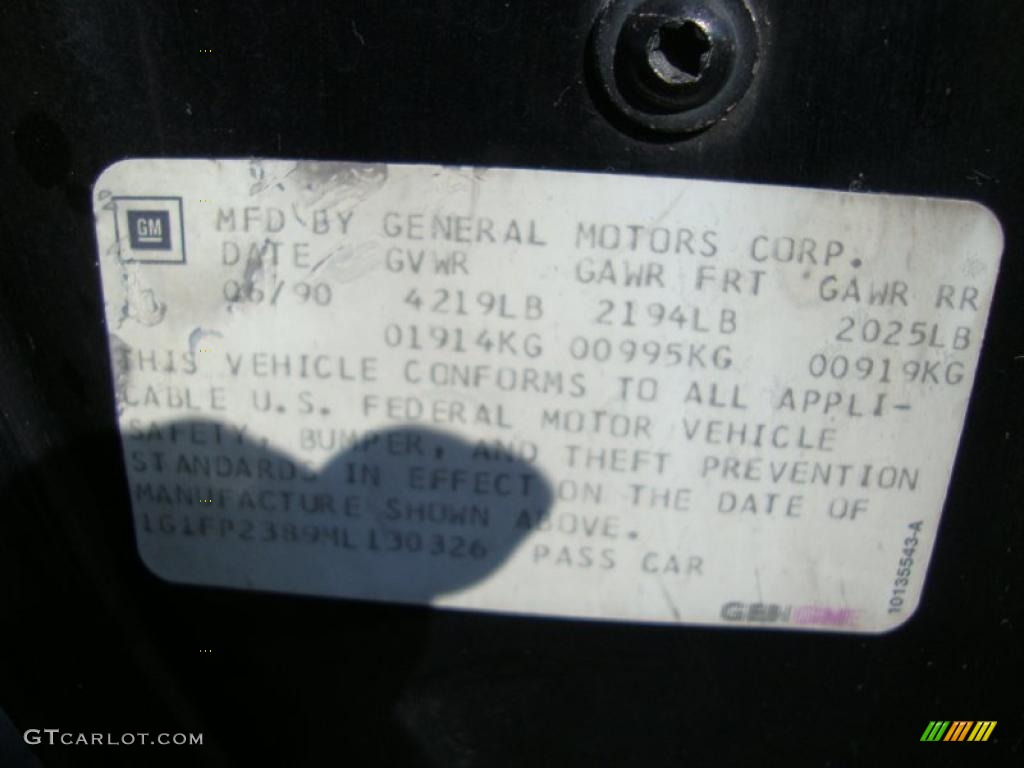 GM
MFD BY GENERAL MOTORS CORP.
DATE GVWR GAWR FRT GAWR RR
06/90 4219LB 2194LB 2025LB
01914KG 00995KG 00919KG
THIS VEHICLE CONFORMS TO ALL APPLI-
CABLE U.S. FEDERAL MOTOR VEHICLE
SAFETY, BUMPER, AND THEFT PREVENTION
STANDARDS IN EFFECT ON THE DATE OF
MANUFACTURE SHOWN ABOVE.
1G1FP2389ML130326 PASS CAR
10135543-A
GTCARLOT.COM